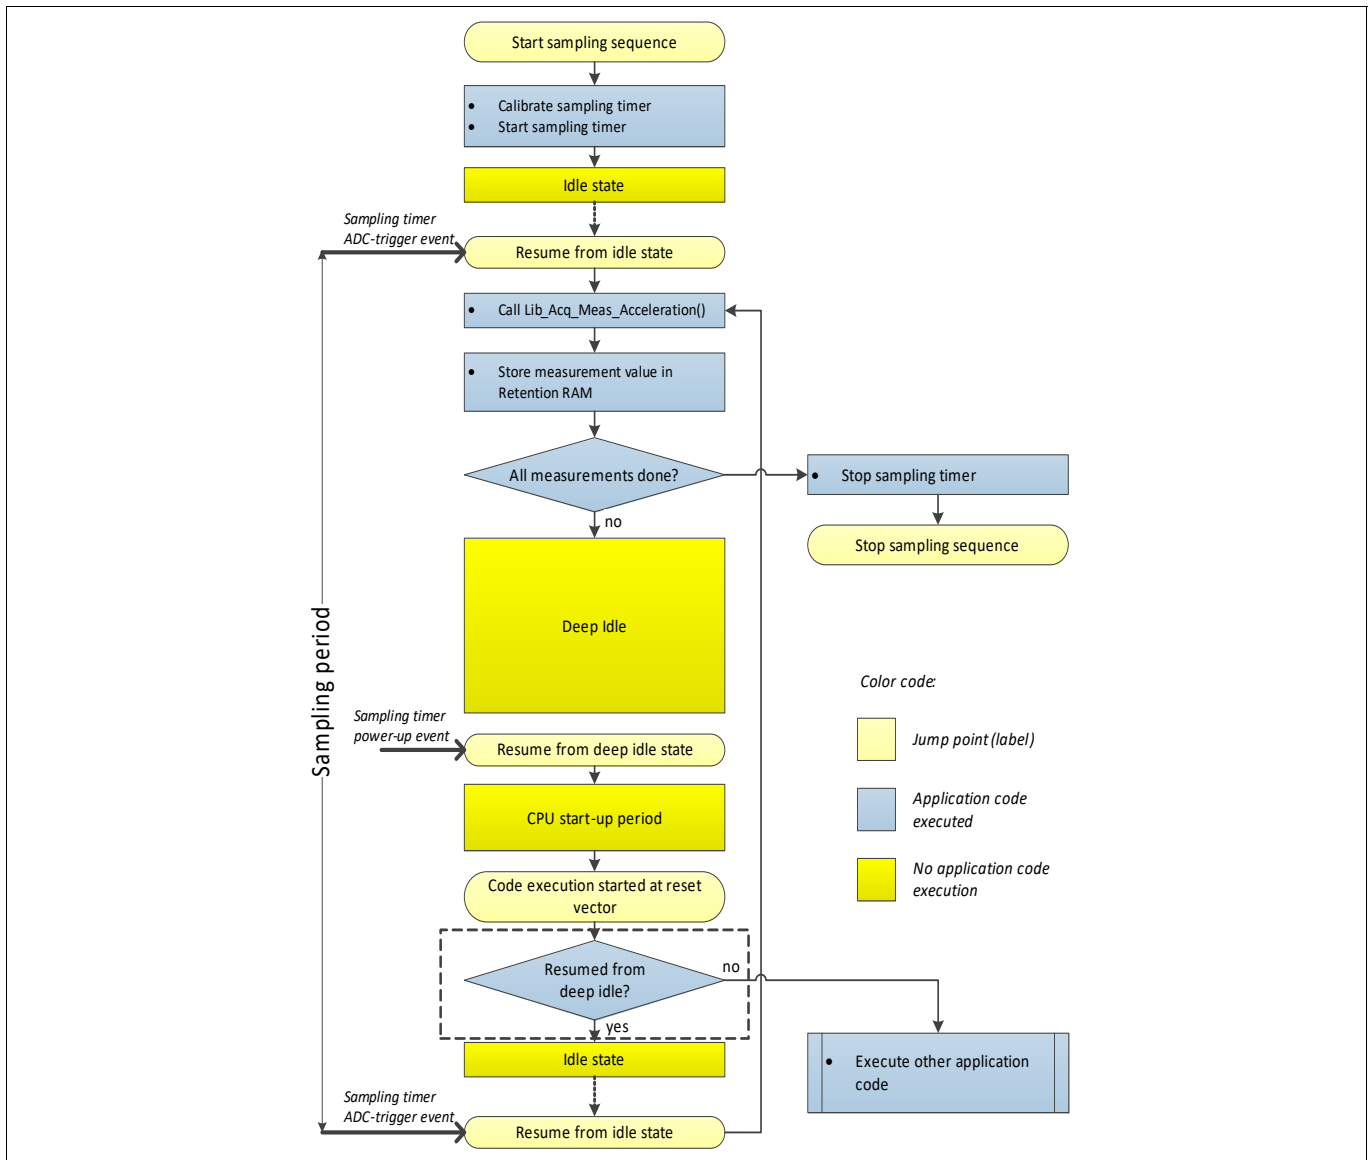 Start sampling sequence
• Calibrate sampling timer
• Start sampling timer
Idle state
Sampling timer
ADC-trigger event
Resume from idle state
• Call Lib_Acq_Meas_Acceleration()
• Store measurement value in
Retention RAM
All measurements done?
• Stop sampling timer
no
Stop sampling sequence
Deep Idle
Sampling period
Color code:
Jump point (label)
Application code
executed
No application code
execution
Sampling timer
power-up event
Resume from deep idle state
CPU start-up period
Code execution started at reset
vector
Resumed from
deep idle?
no
yes
• Execute other application
code
Idle state
Sampling timer
ADC-trigger event
Resume from idle state